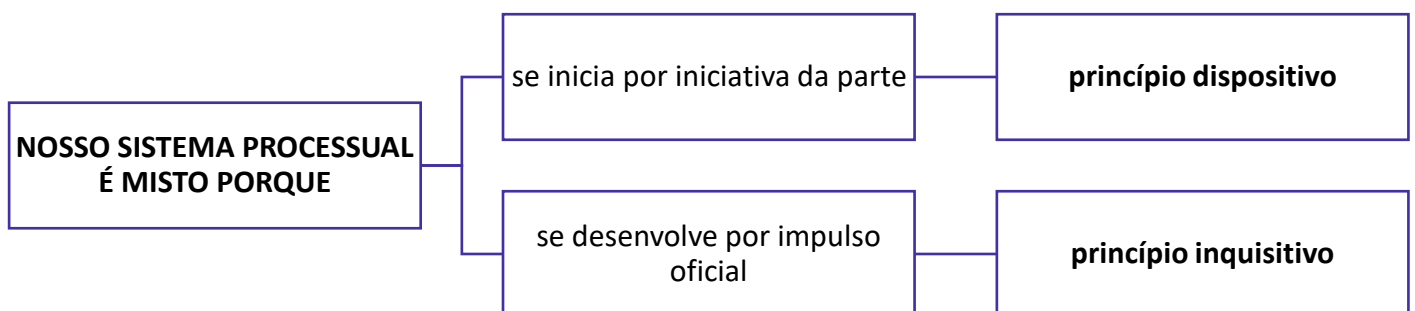 NOSSO SISTEMA PROCESSUAL
É MISTO PORQUE
se inicia por iniciativa da parte
princípio dispositivo
se desenvolve por impulso
oficial
princípio inquisitivo